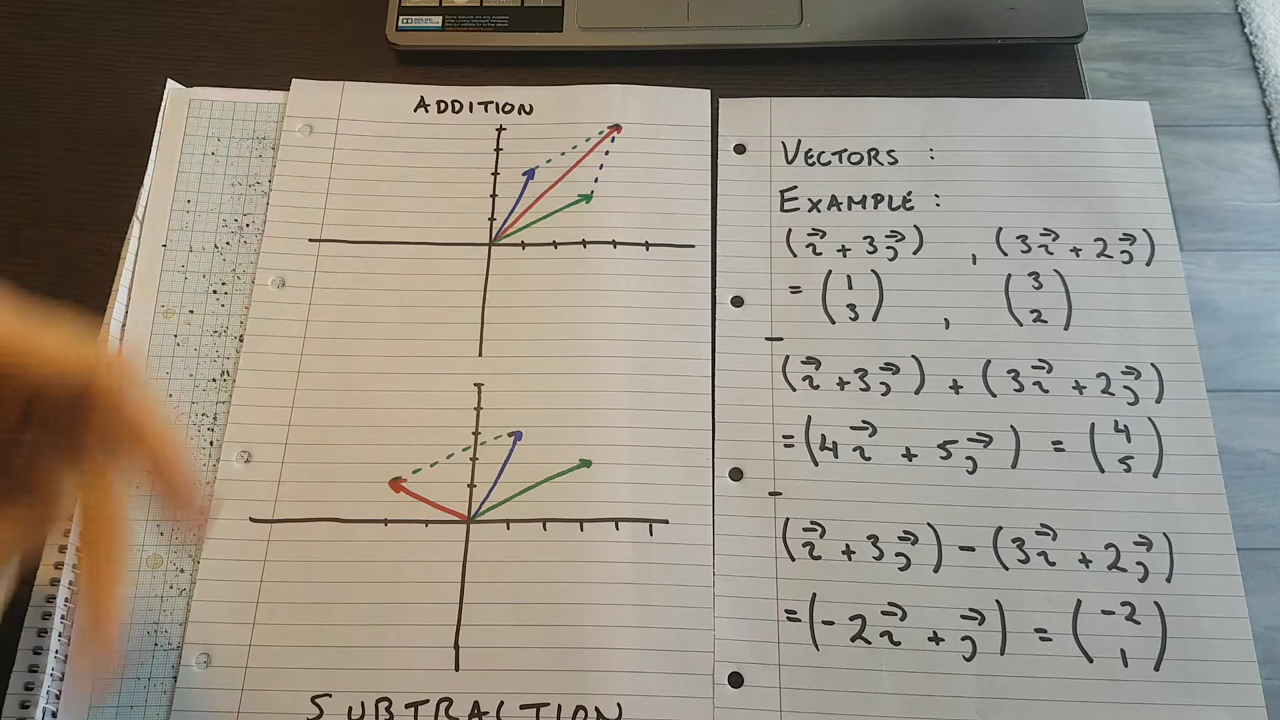 ADDITION
SUBTRACTION
VECTORS :
EXAMPLE :
(i⃗ + 3j⃗) , (3i⃗ + 2j⃗)
= (1 3) , (3 2)
(i⃗ + 3j⃗) + (3i⃗ + 2j⃗)
= (4i⃗ + 5j⃗) = (4 5)
(i⃗ + 3j⃗) - (3i⃗ + 2j⃗)
= (-2i⃗ + j⃗) = (-2 1)